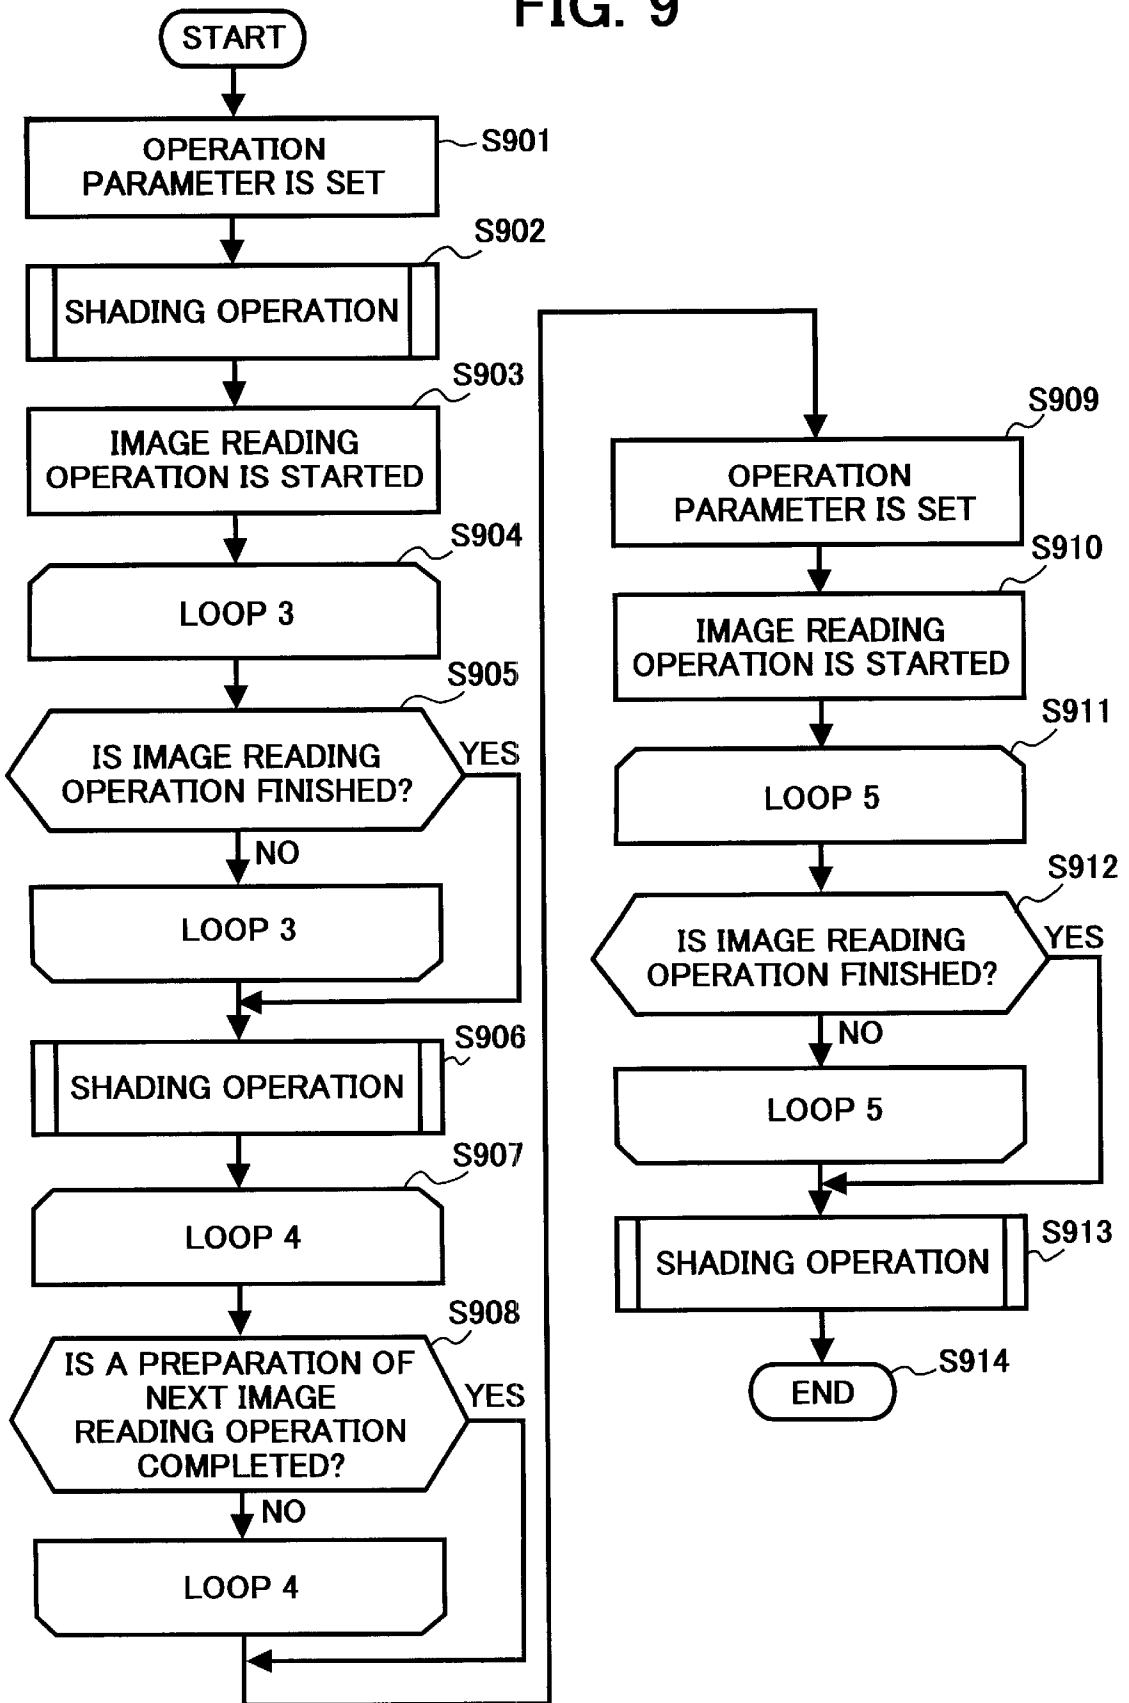 FIG. 9
START
OPERATION
PARAMETER IS SET
S901
S902
SHADING OPERATION
S903
IMAGE READING
OPERATION IS STARTED
S904
LOOP 3
S905
IS IMAGE READING
OPERATION FINISHED?
YES
NO
LOOP 3
S906
SHADING OPERATION
S907
LOOP 4
S908
IS A PREPARATION OF
NEXT IMAGE
READING OPERATION
COMPLETED?
YES
NO
LOOP 4
S909
OPERATION
PARAMETER IS SET
S910
IMAGE READING
OPERATION IS STARTED
S911
LOOP 5
S912
IS IMAGE READING
OPERATION FINISHED?
YES
NO
LOOP 5
S913
SHADING OPERATION
S914
END